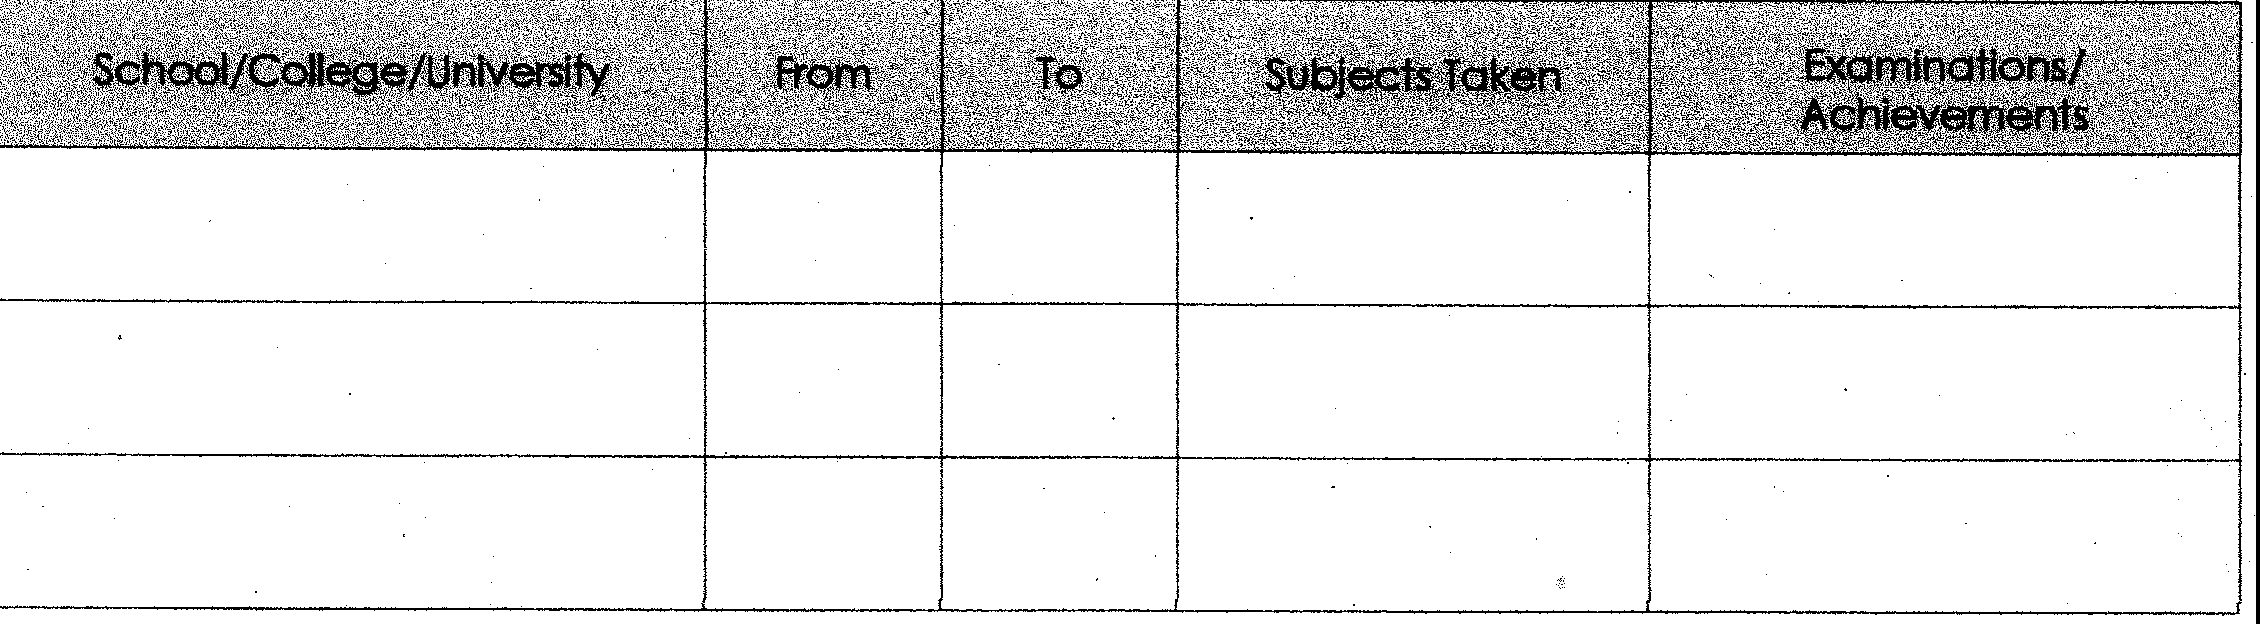 School/College/University From To Subjects Taken Examinations/
Achievements